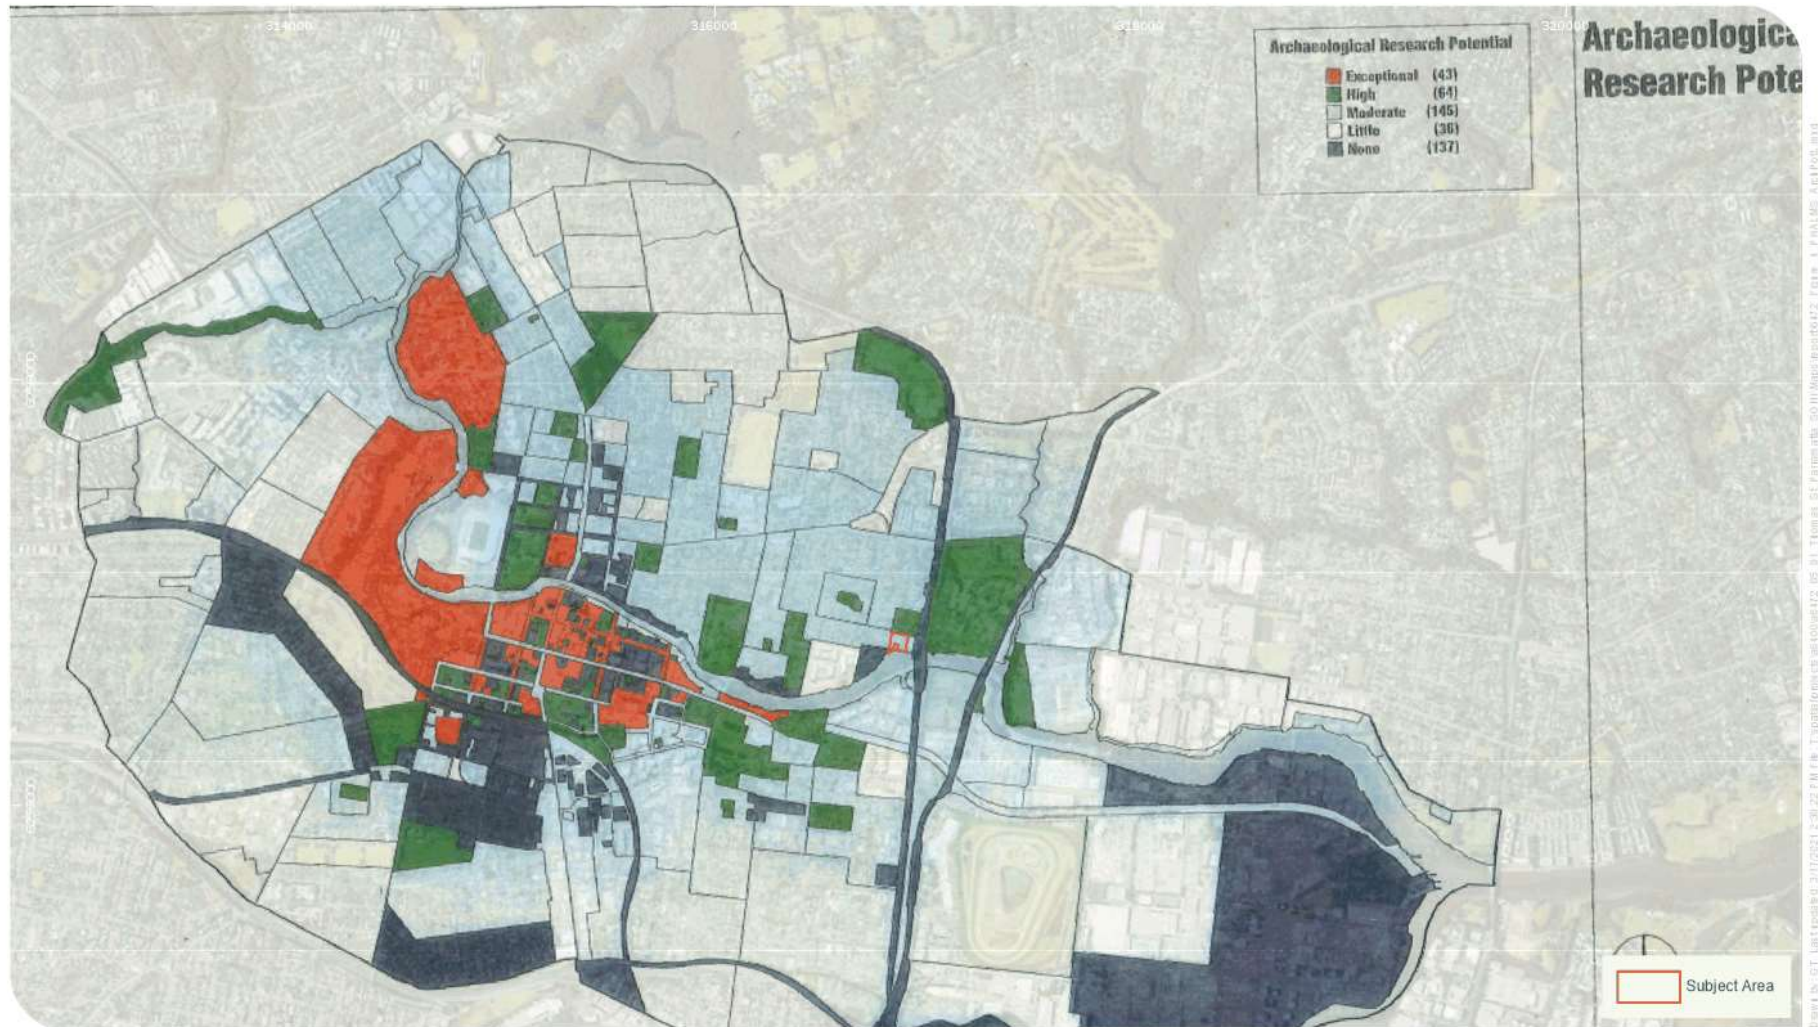 314000
316000
318000
320000
Archaeologica
Research Pote
Archaeological Research Potential
Exceptional (43)
High (64)
Moderate (145)
Little (36)
None (137)
Subject Area